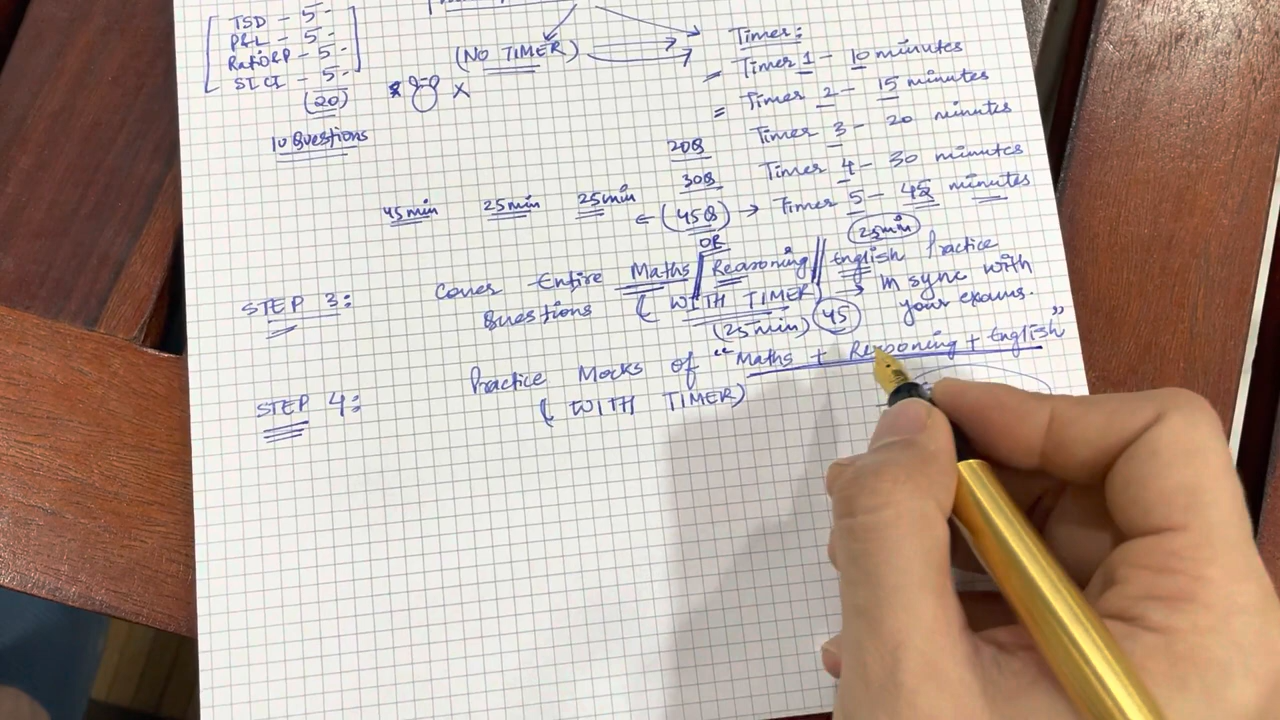 TSD - 5 -
P&L - 5 -
Ratio&P - 5 -
SICI - 5 -
(20)
10 Questions
(NO TIMER)
x x
Timer:
Timer 1 - 10 minutes
= Timer 2 - 15 minutes
Timer 3 - 20 minutes
20Q
Timer 4 - 30 minutes
30Q
45min 25min 25min ← (45Q) → Timer 5 - 45 minutes
(25min)
OR
STEP 3: Cover Entire Maths / Reasoning // English Practice
Questions (WITH TIMER) → in sync with
(25min) 45 your exams.
STEP 4: Practice Mocks of "Maths + Reasoning + English"
(WITH TIMER)